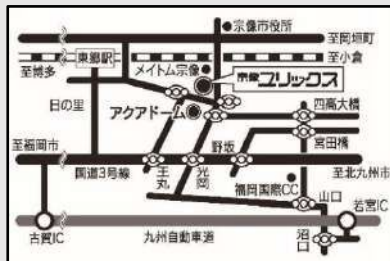 宗像市役所
至岡垣町
東郷駅
メイトム宗像
至小倉
至博多
宗像ユリックス
日の里
アクアドーム
四高大橋
宮田橋
至福岡市
野坂
国道3号線
王丸
光岡
至北九州市
福岡国際CC
山口
若宮IC
古賀IC
九州自動車道
沼口